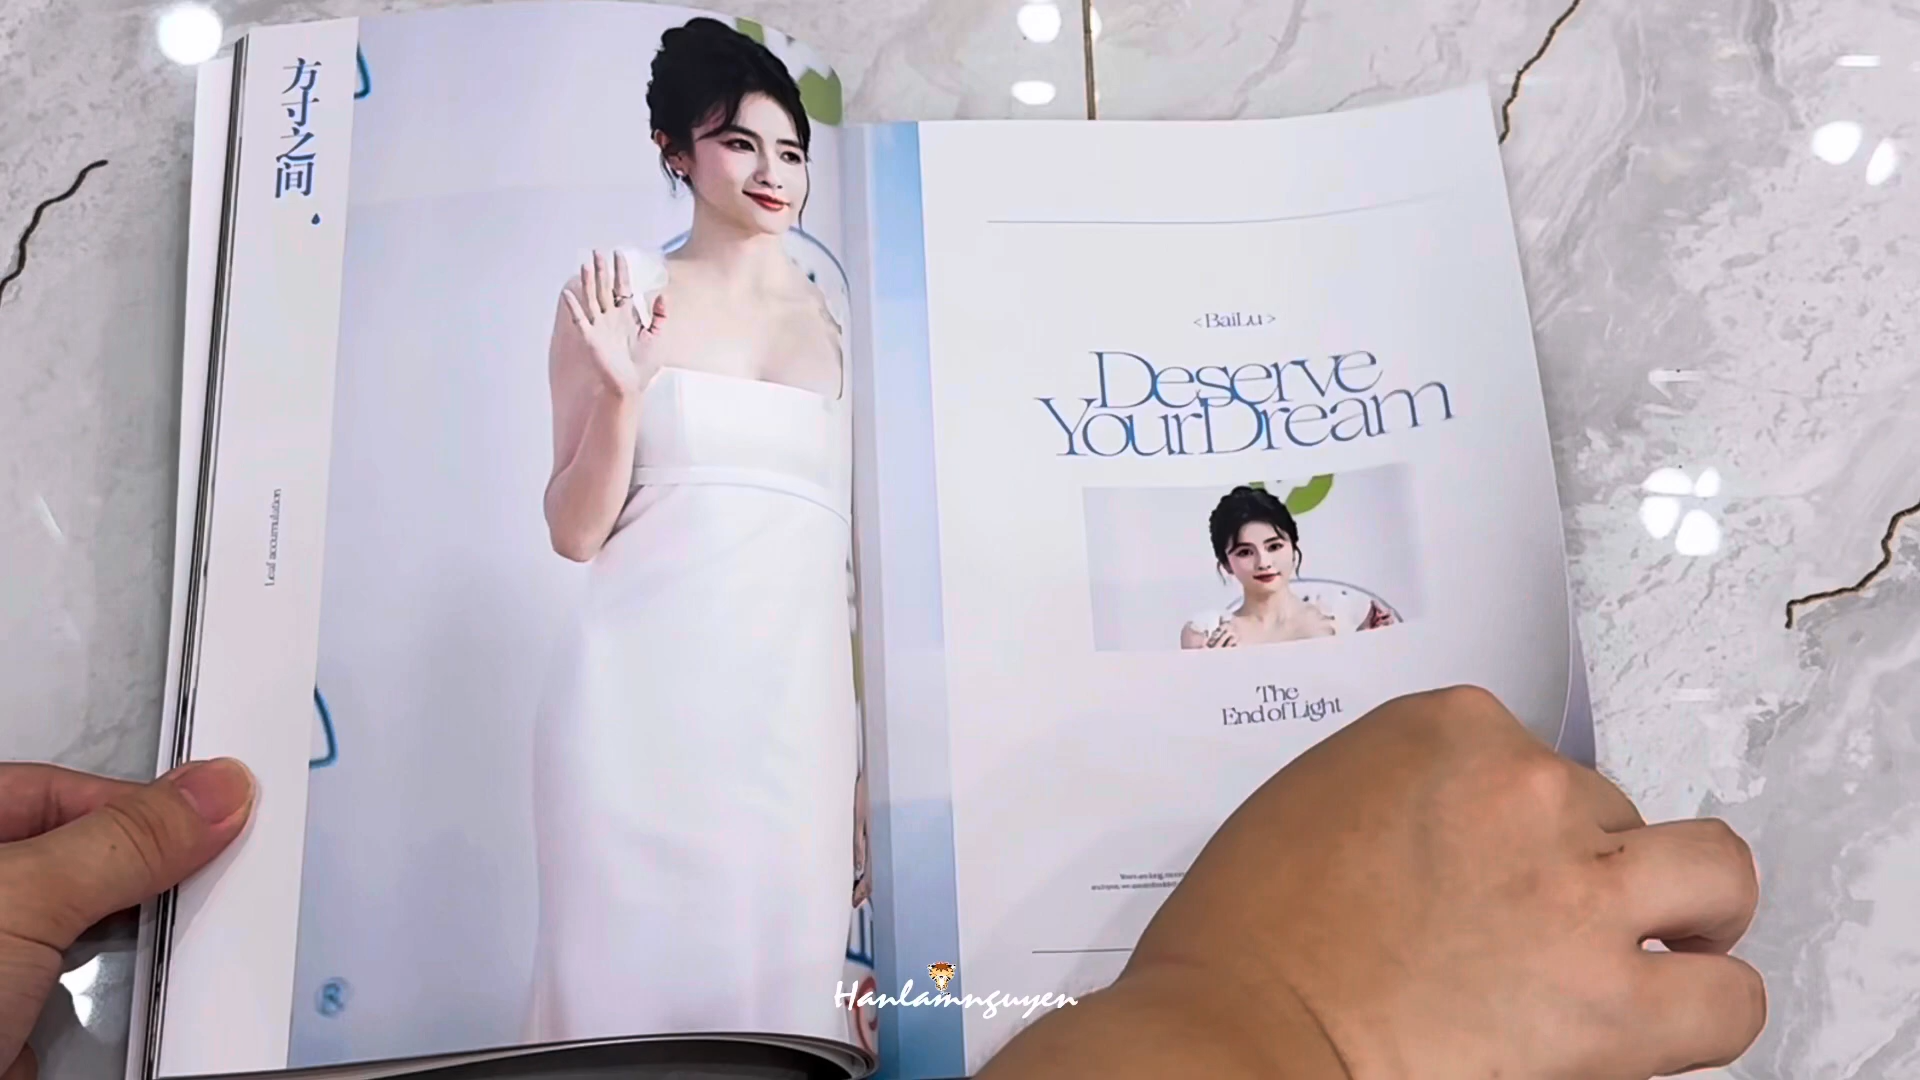 方寸之间
Leaf accumulation
<BaiLu>
Deserve
YourDream
The
End of Light
Hanlamnguyen